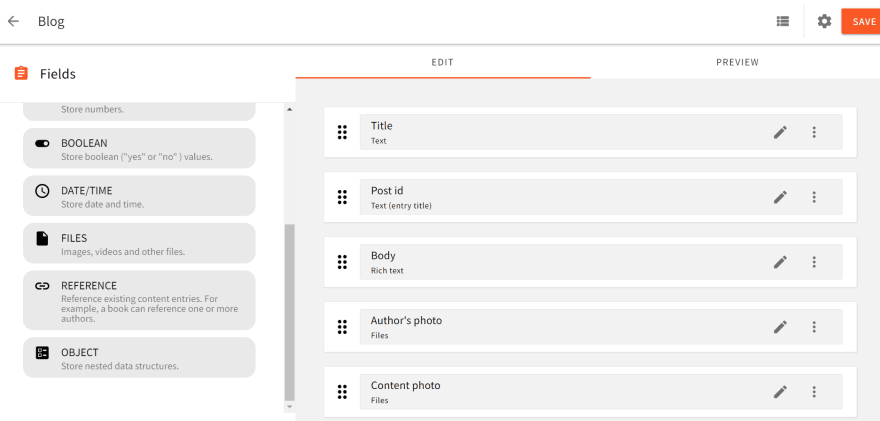 Blog
SAVE
Fields
Store numbers.
BOOLEAN
Store boolean ("yes" or "no" ) values.
DATE/TIME
Store date and time.
FILES
Images, videos and other files.
REFERENCE
Reference existing content entries. For
example, a book can reference one or more
authors.
OBJECT
Store nested data structures.
EDIT
PREVIEW
Title
Text
Post id
Text (entry title)
Body
Rich text
Author's photo
Files
Content photo
Files